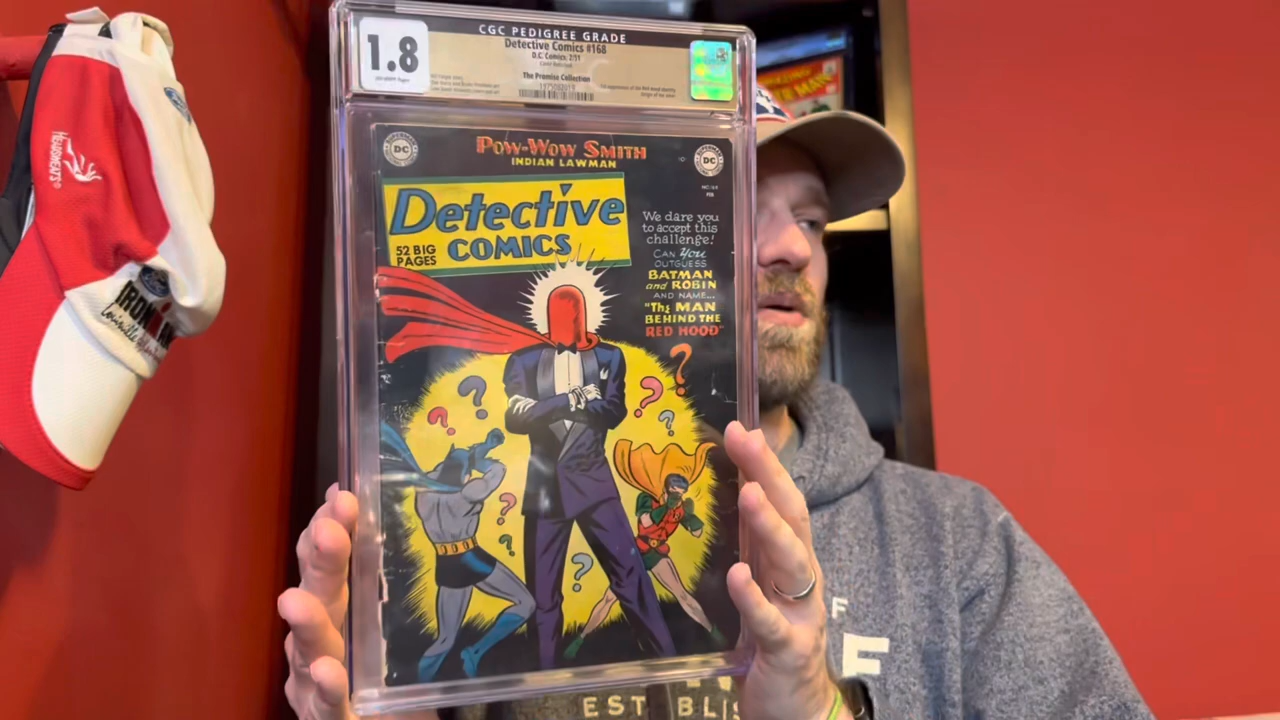 CGC PEDIGREE GRADE
1.8
Detective Comics #168
D.C. Comics, 2/51
The Promise Collection
POW-WOW SMITH
INDIAN LAWMAN
DC
DC
Detective
COMICS
52 BIG
PAGES
We dare you
to accept this
challenge!
CAN You
OUTGUESS
BATMAN
and ROBIN
AND NAME...
"The MAN
BEHIND THE
RED HOOD"
HEADSWEATS
IRONMAN
Louisville
F
F
ESTABLIS